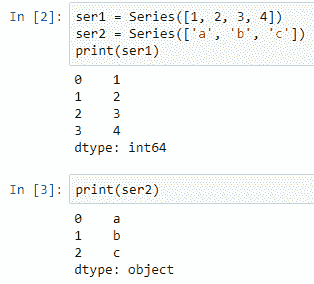 In [2]: ser1 = Series([1, 2, 3, 4])
ser2 = Series(['a', 'b', 'c'])
print(ser1)
0 1
1 2
2 3
3 4
dtype: int64
In [3]: print(ser2)
0 a
1 b
2 c
dtype: object